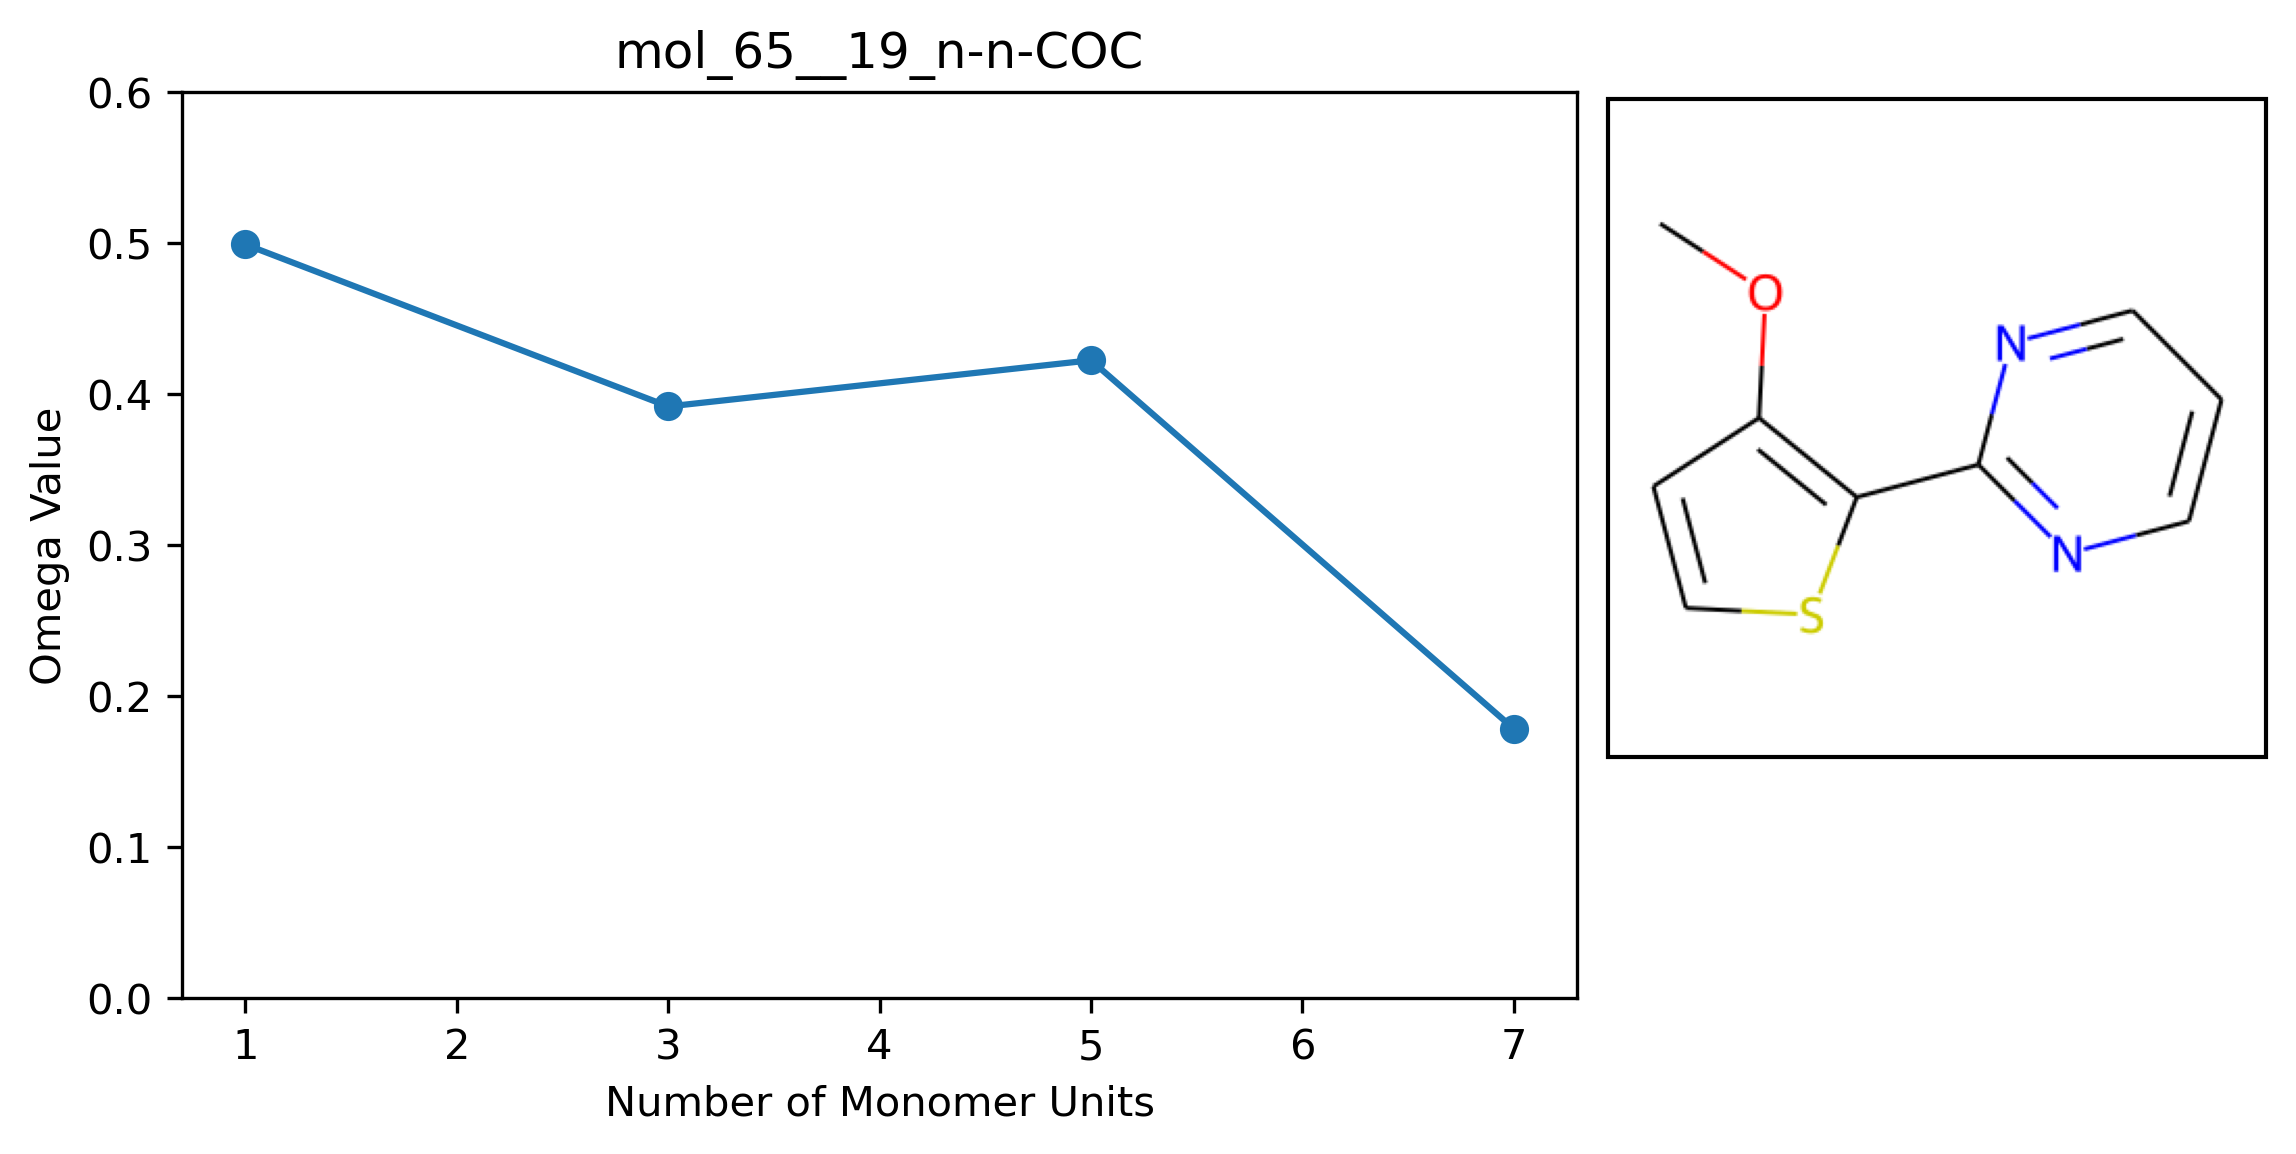 mol_65__19_n-n-COC
0.6
0.5
0.4
0.3
0.2
0.1
0.0
Omega Value
1 2 3 4 5 6 7
Number of Monomer Units
O
N
N
S